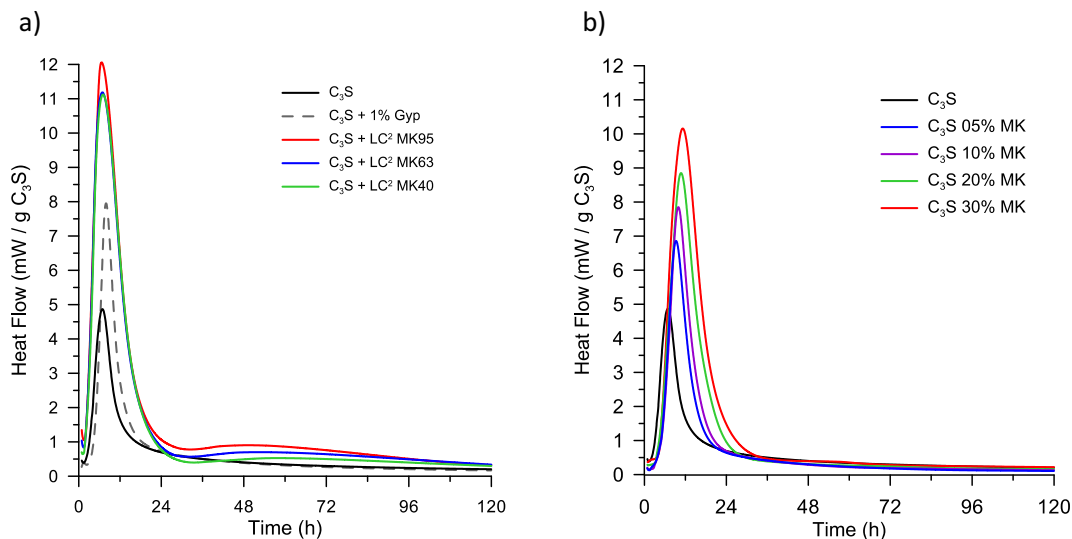 a)
12
11
10
9
8
7
6
5
4
3
2
1
0
Heat Flow (mW / g C₃S)
0 24 48 72 96 120
Time (h)
C₃S
C₃S + 1% Gyp
C₃S + LC² MK95
C₃S + LC² MK63
C₃S + LC² MK40
b)
12
11
10
9
8
7
6
5
4
3
2
1
0
Heat Flow (mW / g C₃S)
0 24 48 72 96 120
Time (h)
C₃S
C₃S 05% MK
C₃S 10% MK
C₃S 20% MK
C₃S 30% MK